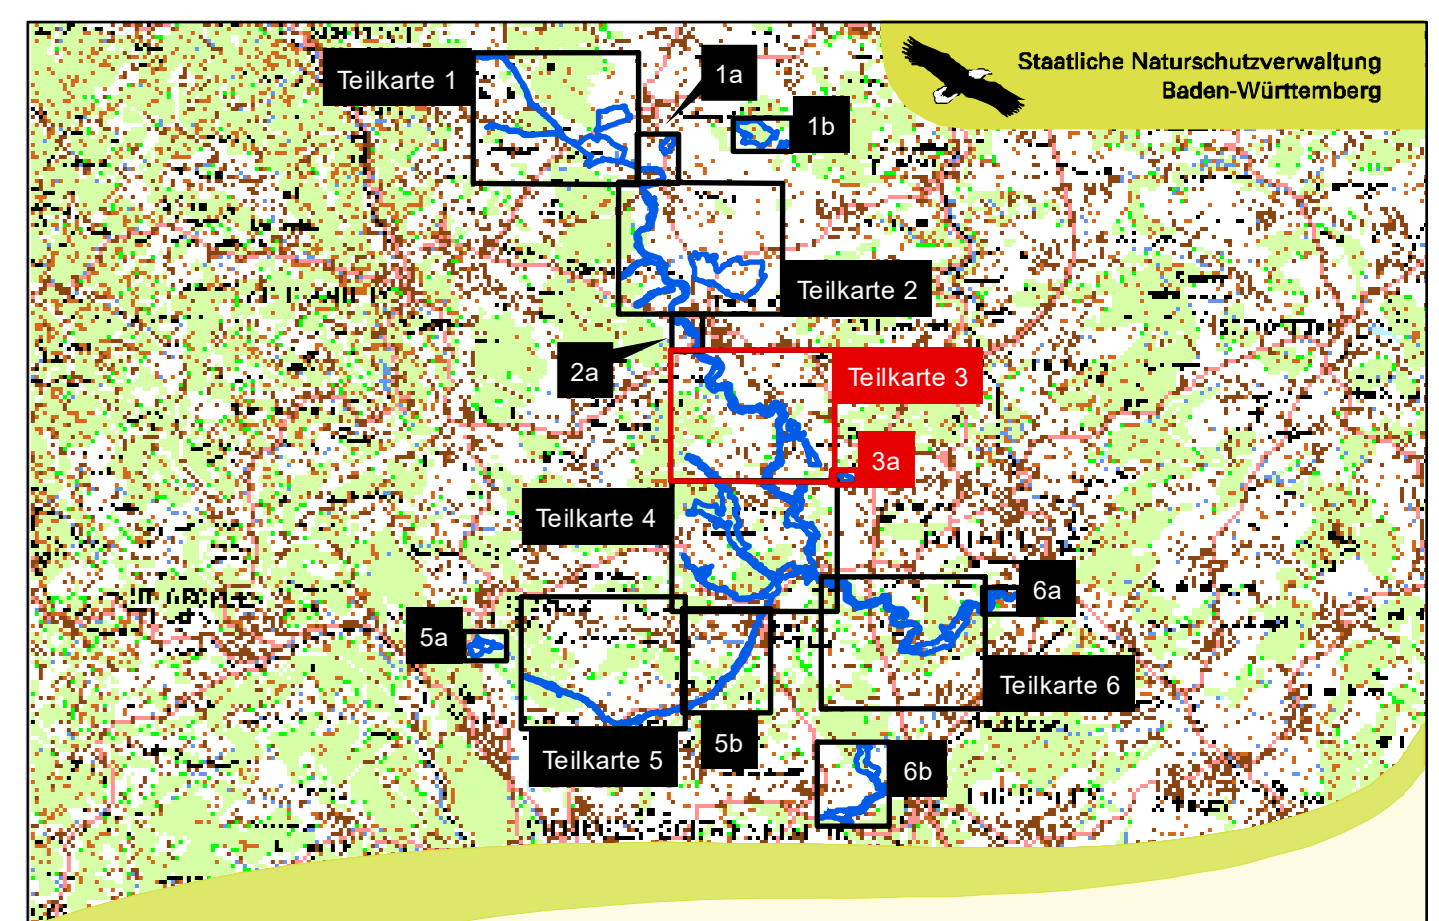 Staatliche Naturschutzverwaltung
Baden-Württemberg
Teilkarte 1
1a
1b
Teilkarte 2
2a
Teilkarte 3
3a
Teilkarte 4
6a
5a
Teilkarte 6
5b
Teilkarte 5
6b